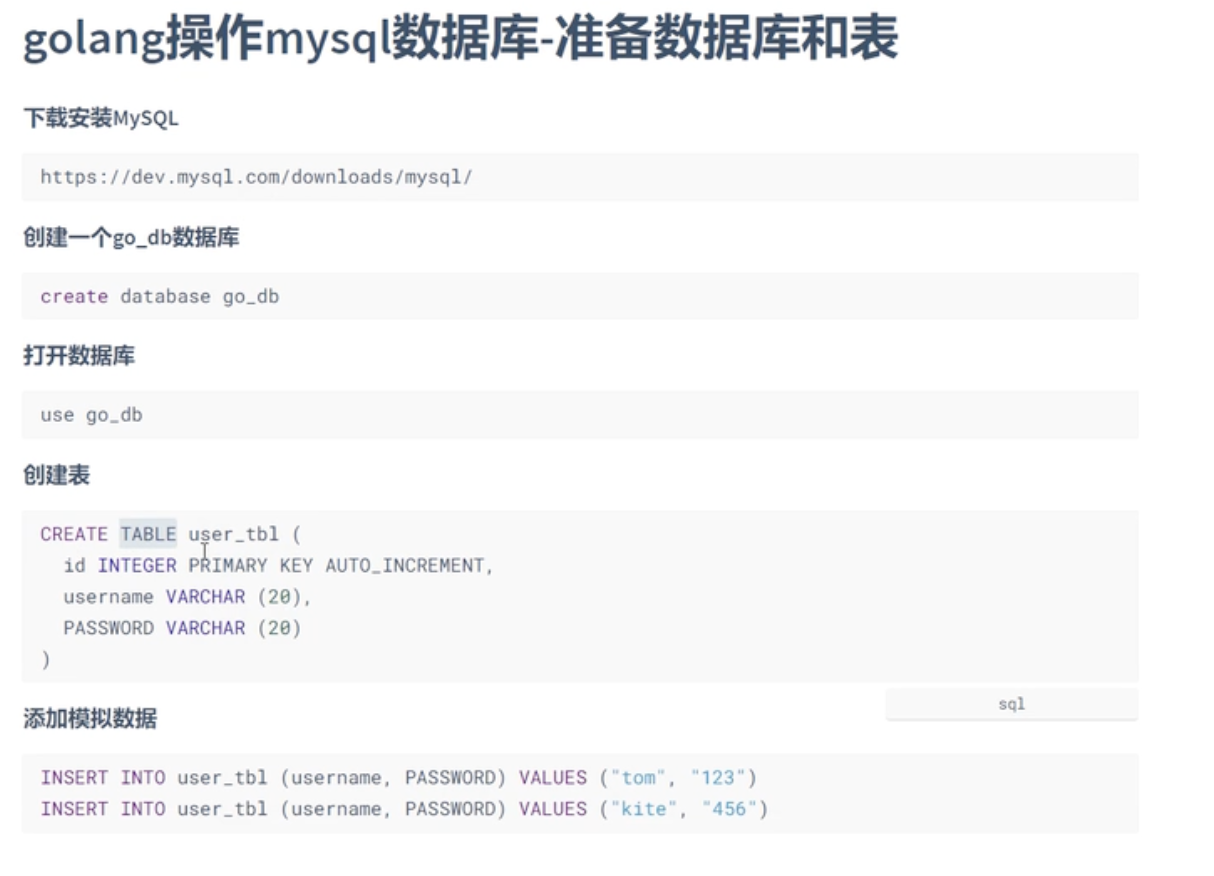 golang操作mysql数据库-准备数据库和表
下载安装MySQL
https://dev.mysql.com/downloads/mysql/
创建一个go_db数据库
create database go_db
打开数据库
use go_db
创建表
CREATE TABLE user_tbl (
  id INTEGER PRIMARY KEY AUTO_INCREMENT,
  username VARCHAR (20),
  PASSWORD VARCHAR (20)
)
sql
添加模拟数据
INSERT INTO user_tbl (username, PASSWORD) VALUES ("tom", "123")
INSERT INTO user_tbl (username, PASSWORD) VALUES ("kite", "456")